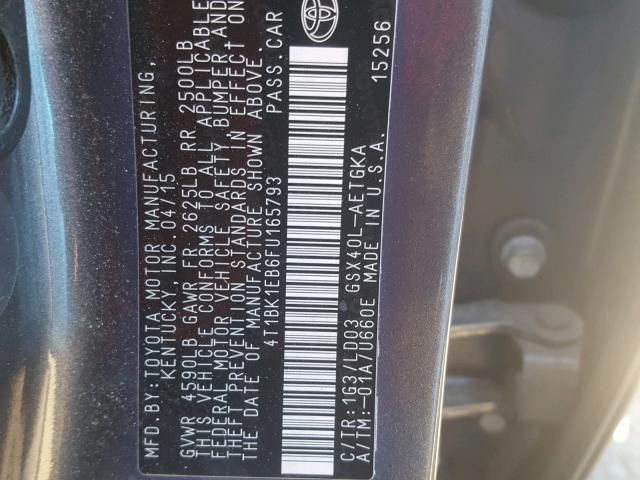 MFD. BY: TOYOTA MOTOR MANUFACTURING,
KENTUCKY, INC. 04/15
GVWR 4590LB GAWR FR 2625LB RR 2500LB
THIS VEHICLE CONFORMS TO ALL APPLICABLE
FEDERAL MOTOR VEHICLE SAFETY BUMPER, AND
THEFT PREVENTION STANDARDS IN EFFECT ON
THE DATE OF MANUFACTURE SHOWN ABOVE.
4T1BK1EB6FU165793 PASS. CAR
C/TR: 1G3/LD03 GSX40L-AETGKA
A/TM: -01A/U660E MADE IN U.S.A.
15256